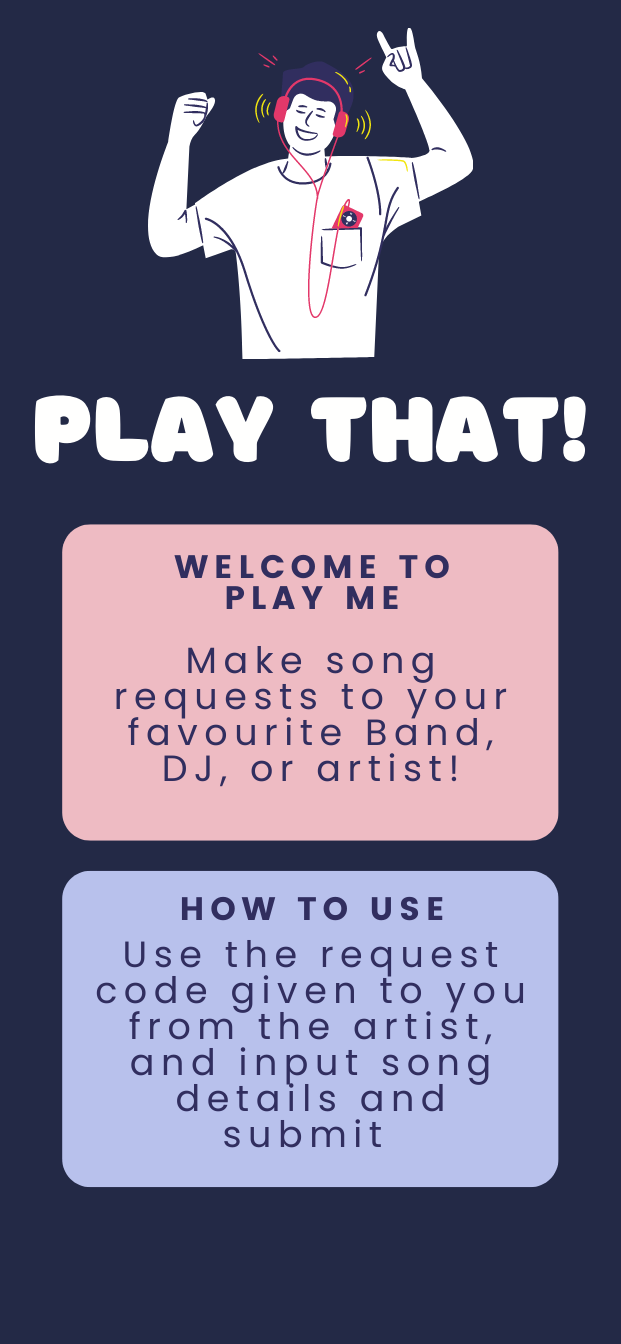 PLAY THAT!
WELCOME TO
PLAY ME
Make song
requests to your
favourite Band,
DJ, or artist!
HOW TO USE
Use the request
code given to you
from the artist,
and input song
details and
submit